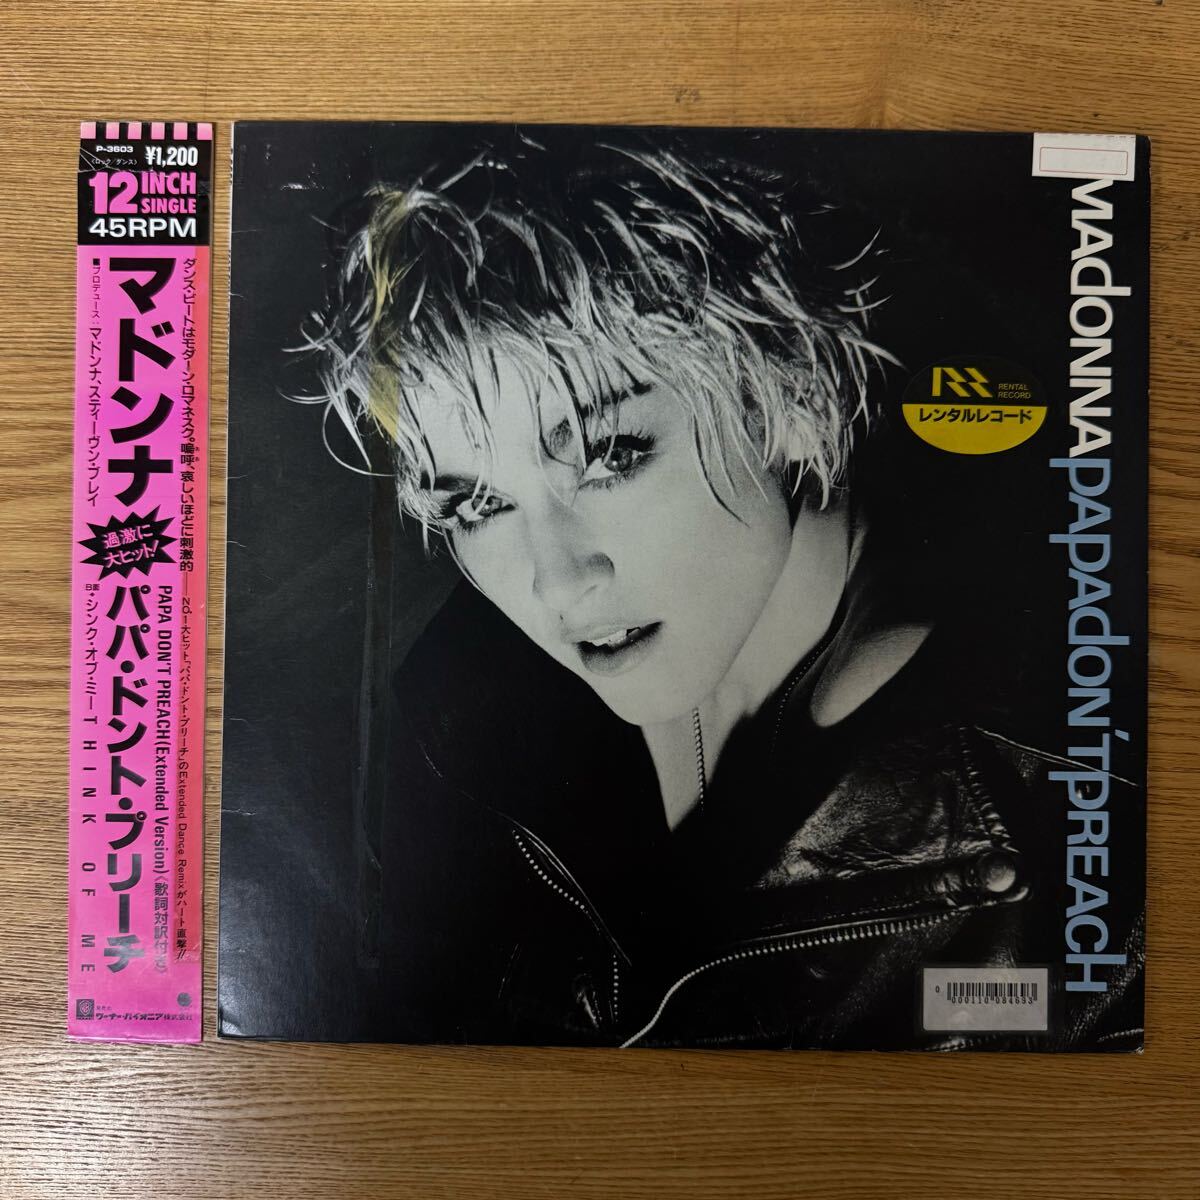 P-3603
〈ロック/ダンス〉
¥1,200
12 INCH SINGLE
45RPM
ダンス・ビートはモダーン・ロマネスク。嗚呼、哀しいほどに刺激的——NO.1大ヒット「パパ・ドント・プリーチ」のExtended Dance Remixがハート直撃!!
マドンナ
■プロデュース:マドンナ、スティーヴン・ブレイ
過激に
大ヒット!
パパ・ドント・プリーチ
PAPA DON'T PREACH(Extended Version)〈歌詞対訳付き〉
B面・シンク・オブ・ミー THINK OF ME
発売元
ワーナー・パイオニア株式会社
MAdONNA
pApAdON'TpREACH
RENTAL
RECORD
レンタルレコード
0
000110084693